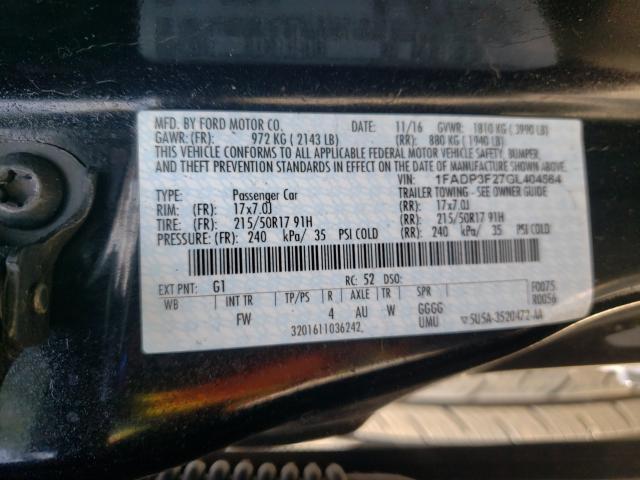 MFD. BY FORD MOTOR CO. DATE: 11/16 GVWR: 1810 KG ( 3990 LB)
GAWR: (FR): 972 KG ( 2143 LB) (RR): 880 KG ( 1940 LB)
THIS VEHICLE CONFORMS TO ALL APPLICABLE FEDERAL MOTOR VEHICLE SAFETY, BUMPER,
AND THEFT PREVENTION STANDARDS IN EFFECT ON THE DATE OF MANUFACTURE SHOWN ABOVE.
VIN: 1FADP3F27GL404564
TYPE: Passenger Car TRAILER TOWING - SEE OWNER GUIDE
RIM: (FR): 17x7.0J (RR): 17x7.0J
TIRE: (FR): 215/50R17 91H (RR): 215/50R17 91H
PRESSURE: (FR): 240 kPa/ 35 PSI COLD (RR): 240 kPa/ 35 PSI COLD
EXT PNT: G1 RC: 52 DSO: F0075
WB INT TR TP/PS R AXLE TR SPR R0056
FW 4 AU W GGGG
3201611036242, UMU 5U5A-3520472-AA